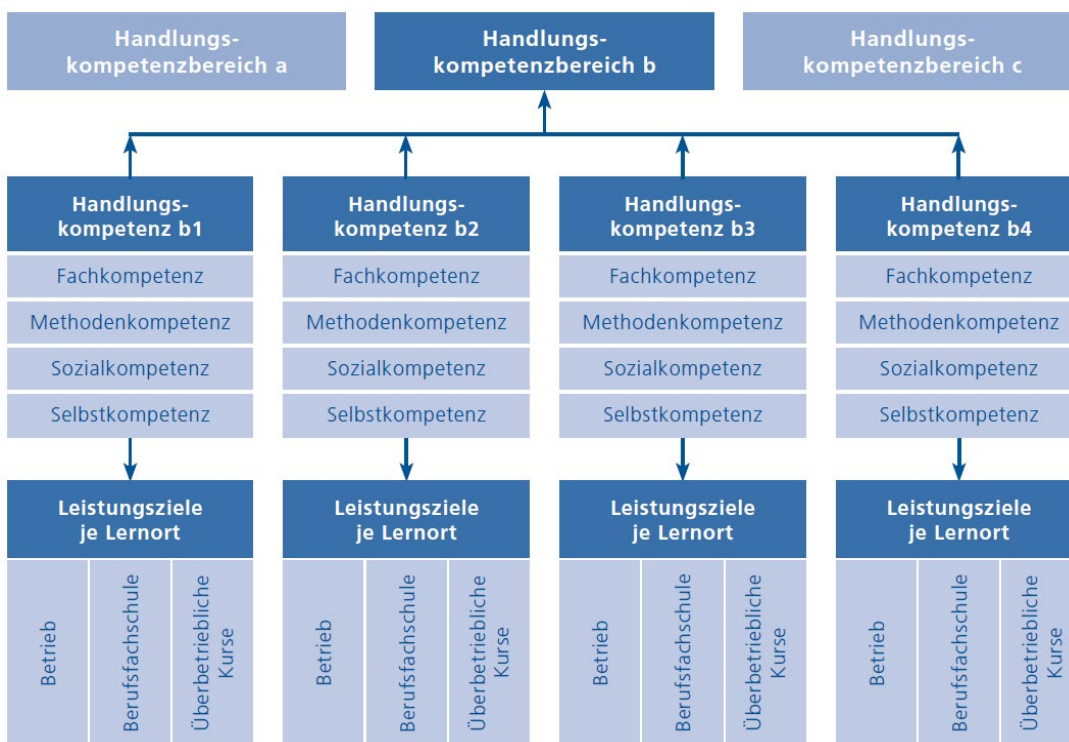 Handlungs-
kompetenzbereich a
Handlungs-
kompetenzbereich b
Handlungs-
kompetenzbereich c
Handlungs-
kompetenz b1
Fachkompetenz
Methodenkompetenz
Sozialkompetenz
Selbstkompetenz
Leistungsziele
je Lernort
Betrieb
Berufsfachschule
Überbetriebliche
Kurse
Handlungs-
kompetenz b2
Fachkompetenz
Methodenkompetenz
Sozialkompetenz
Selbstkompetenz
Leistungsziele
je Lernort
Betrieb
Berufsfachschule
Überbetriebliche
Kurse
Handlungs-
kompetenz b3
Fachkompetenz
Methodenkompetenz
Sozialkompetenz
Selbstkompetenz
Leistungsziele
je Lernort
Betrieb
Berufsfachschule
Überbetriebliche
Kurse
Handlungs-
kompetenz b4
Fachkompetenz
Methodenkompetenz
Sozialkompetenz
Selbstkompetenz
Leistungsziele
je Lernort
Betrieb
Berufsfachschule
Überbetriebliche
Kurse